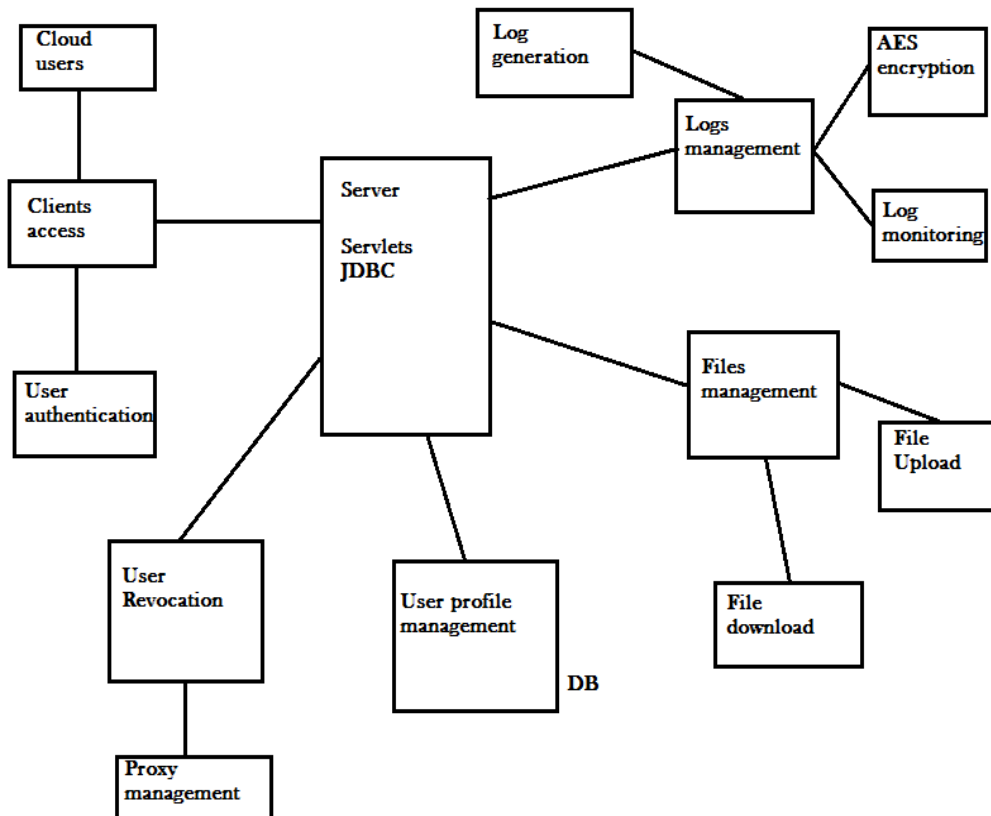 Cloud
users
Log
generation
AES
encryption
Logs
management
Clients
access
Server
Servlets
JDBC
Log
monitoring
User
authentication
Files
management
File
Upload
User
Revocation
User profile
management
File
download
DB
Proxy
management